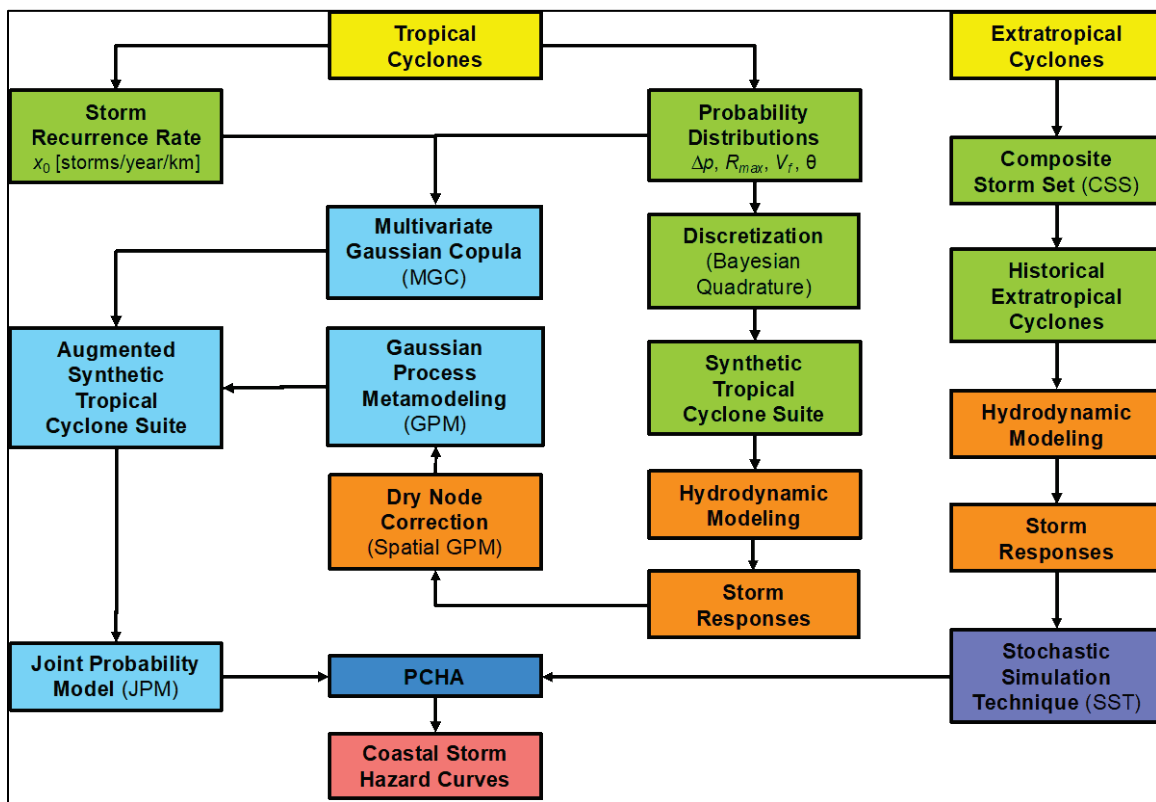 Tropical
Cyclones
Extratropical
Cyclones
Storm
Recurrence Rate
x₀ [storms/year/km]
Probability
Distributions
Δp, Rmax, Vf, θ
Composite
Storm Set (CSS)
Multivariate
Gaussian Copula
(MGC)
Discretization
(Bayesian
Quadrature)
Historical
Extratropical
Cyclones
Augmented
Synthetic
Tropical
Cyclone Suite
Gaussian
Process
Metamodeling
(GPM)
Synthetic
Tropical
Cyclone Suite
Hydrodynamic
Modeling
Dry Node
Correction
(Spatial GPM)
Hydrodynamic
Modeling
Storm
Responses
Storm
Responses
Joint Probability
Model (JPM)
PCHA
Stochastic
Simulation
Technique (SST)
Coastal Storm
Hazard Curves